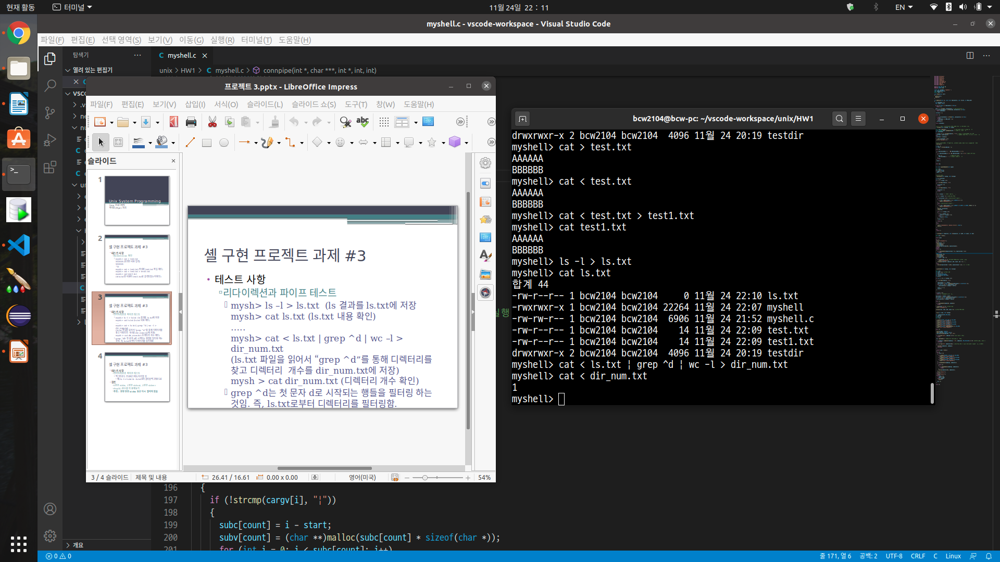 현재 활동
터미널
11월 24일 22 : 11
EN
myshell.c - vscode-workspace - Visual Studio Code
파일(F) 편집(E) 선택 영역(S) 보기(V) 이동(G) 실행(R) 터미널(T) 도움말(H)
탐색기
myshell.c
열려 있는 편집기
unix > HW1 > C myshell.c > connpipe(int *, char ***, int *, int, int)
프로젝트 3.pptx - LibreOffice Impress
파일(F) 편집(E) 보기(V) 삽입(I) 서식(O) 슬라이드(L) 슬라이드 쇼(S) 도구(T) 창(W) 도움말(H)
슬라이드
1
Unix System Programming
2
셸 구현 프로젝트 과제 #3
3
셸 구현 프로젝트 과제 #3
4
셸 구현 프로젝트 과제 #3
셸 구현 프로젝트 과제 #3
• 테스트 사항
리다이렉션과 파이프 테스트
mysh> ls –l > ls.txt (ls 결과를 ls.txt에 저장
mysh> cat ls.txt (ls.txt 내용 확인)
.....
mysh> cat < ls.txt | grep ^d | wc –l >
dir_num.txt
(ls.txt 파일을 읽어서 “grep ^d”를 통해 디렉터리를
찾고 디렉터리 개수를 dir_num.txt에 저장)
mysh > cat dir_num.txt (디렉터리 개수 확인)
grep ^d는 첫 문자 d로 시작되는 행들을 필터링 하는
것임. 즉, ls.txt로부터 디렉터리를 필터링함.
3 / 4 슬라이드 제목 및 내용 26.41 / 16.61 0.00 x 0.00 영어(미국) 54%
bcw2104@bcw-pc: ~/vscode-workspace/unix/HW1
drwxrwxr-x 2 bcw2104 bcw2104 4096 11월 24 20:19 testdir
myshell> cat > test.txt
AAAAAA
BBBBBB
myshell> cat < test.txt
AAAAAA
BBBBBB
myshell> cat < test.txt > test1.txt
myshell> cat test1.txt
AAAAAA
BBBBBB
myshell> ls -l > ls.txt
myshell> cat ls.txt
합계 44
-rw-r--r-- 1 bcw2104 bcw2104 0 11월 24 22:10 ls.txt
-rwxrwxr-x 1 bcw2104 bcw2104 22264 11월 24 22:07 myshell
-rw-rw-r-- 1 bcw2104 bcw2104 6906 11월 24 21:52 myshell.c
-rw-r--r-- 1 bcw2104 bcw2104 14 11월 24 22:09 test.txt
-rw-r--r-- 1 bcw2104 bcw2104 14 11월 24 22:09 test1.txt
drwxrwxr-x 2 bcw2104 bcw2104 4096 11월 24 20:19 testdir
myshell> cat < ls.txt | grep ^d | wc -l > dir_num.txt
myshell> cat < dir_num.txt
1
myshell>
실행
196 {
197 if (!strcmp(cargv[i], "|"))
198 {
199 subc[count] = i - start;
200 subv[count] = (char **)malloc(subc[count] * sizeof(char *));
201 for (int j = 0; j < subc[count]; j++)
개요
0 0
줄 171, 열 6 공백: 2 UTF-8 CRLF C Linux